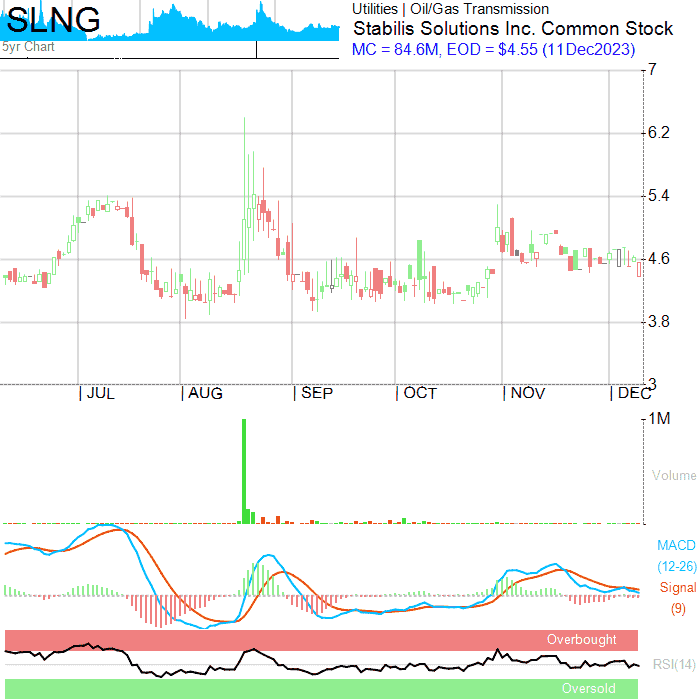 SLNG
5yr Chart
Utilities | Oil/Gas Transmission
Stabilis Solutions Inc. Common Stock
MC = 84.6M, EOD = $4.55 (11Dec2023)
7
6.2
5.4
4.6
3.8
3
| JUL | AUG | SEP | OCT | NOV | DEC
1M
Volume
MACD
(12-26)
Signal
(9)
Overbought
RSI(14)
Oversold